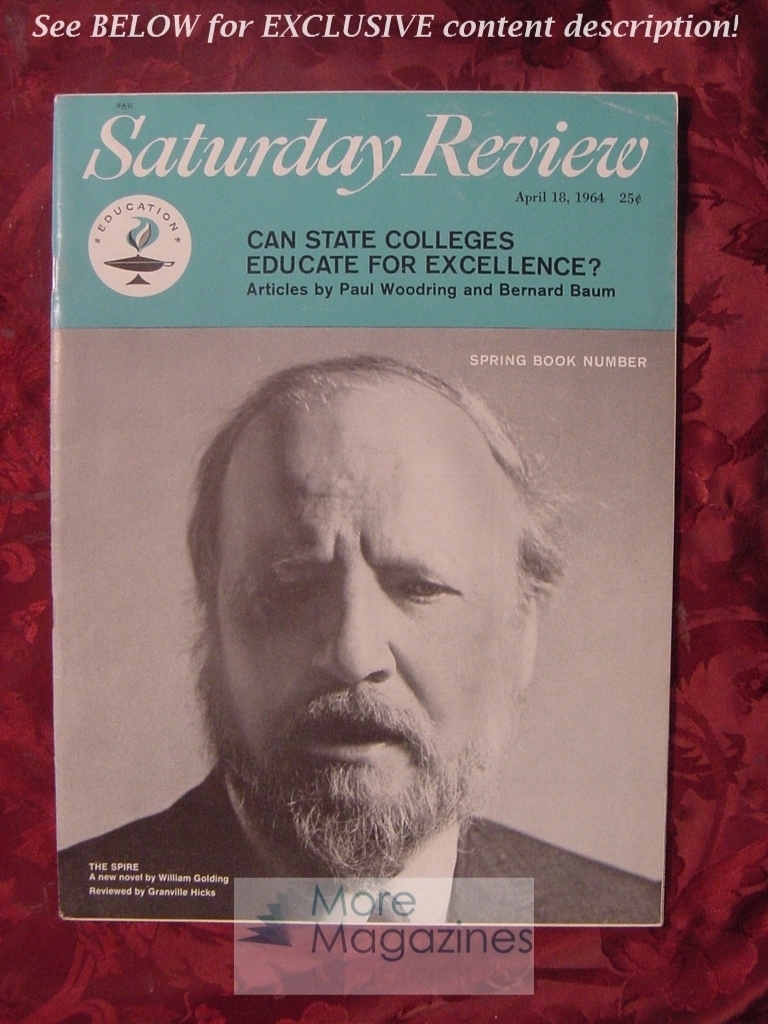 See BELOW for EXCLUSIVE content description!
Saturday Review
April 18, 1964 25¢
* EDUCATION *
CAN STATE COLLEGES
EDUCATE FOR EXCELLENCE?
Articles by Paul Woodring and Bernard Baum
SPRING BOOK NUMBER
THE SPIRE
A new novel by William Golding
Reviewed by Granville Hicks
More
Magazines